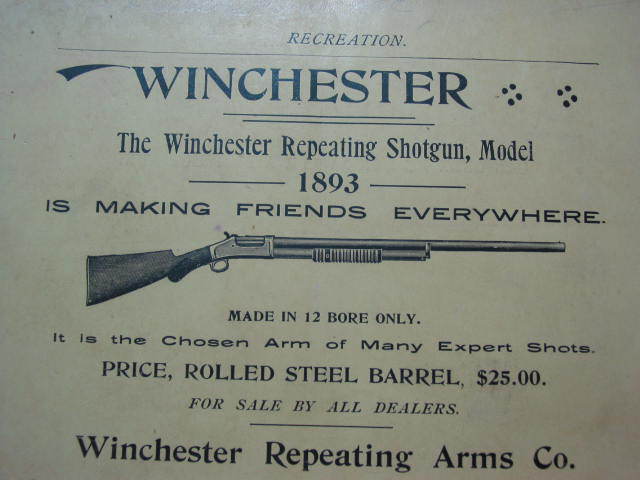 RECREATION.
WINCHESTER
The Winchester Repeating Shotgun, Model
1893
IS MAKING FRIENDS EVERYWHERE.
MADE IN 12 BORE ONLY.
It is the Chosen Arm of Many Expert Shots.
PRICE, ROLLED STEEL BARREL, $25.00.
FOR SALE BY ALL DEALERS.
Winchester Repeating Arms Co.